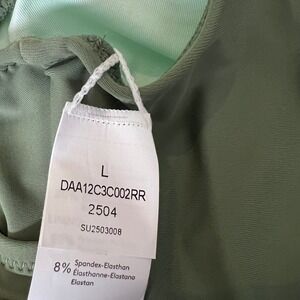 L
DAA12C3C002RR
2504
SU2503008
8% Spandex-Elasthan
Élasthanne-Elastano
Elastan